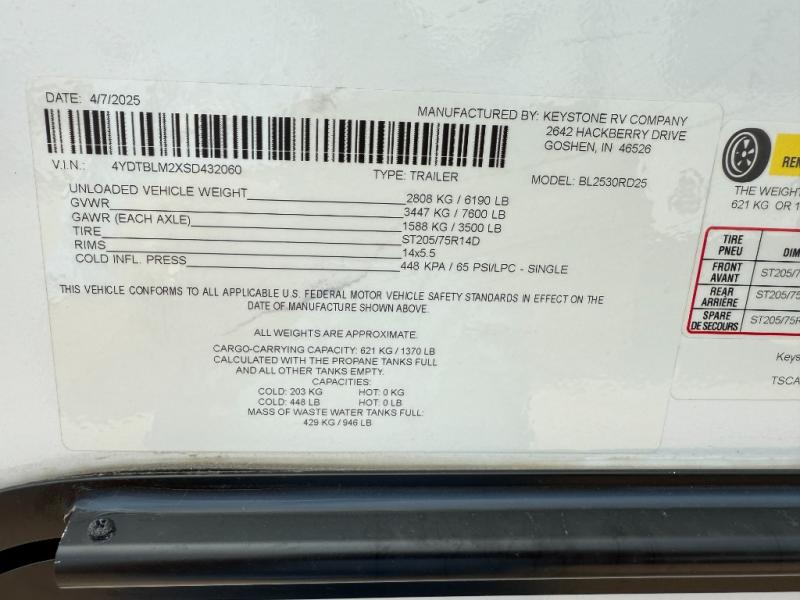 DATE: 4/7/2025
MANUFACTURED BY: KEYSTONE RV COMPANY
2642 HACKBERRY DRIVE
GOSHEN, IN 46526
V.I.N.: 4YDTBLM2XSD432060
TYPE: TRAILER
MODEL: BL2530RD25
UNLOADED VEHICLE WEIGHT 2808 KG / 6190 LB
GVWR 3447 KG / 7600 LB
GAWR (EACH AXLE) 1588 KG / 3500 LB
TIRE ST205/75R14D
RIMS 14x5.5
COLD INFL. PRESS 448 KPA / 65 PSI/LPC - SINGLE
THIS VEHICLE CONFORMS TO ALL APPLICABLE U.S. FEDERAL MOTOR VEHICLE SAFETY STANDARDS IN EFFECT ON THE
DATE OF MANUFACTURE SHOWN ABOVE.
ALL WEIGHTS ARE APPROXIMATE.
CARGO-CARRYING CAPACITY: 621 KG / 1370 LB
CALCULATED WITH THE PROPANE TANKS FULL
AND ALL OTHER TANKS EMPTY.
CAPACITIES:
COLD: 203 KG HOT: 0 KG
COLD: 448 LB HOT: 0 LB
MASS OF WASTE WATER TANKS FULL:
429 KG / 946 LB
THE WEIGHT
621 KG OR 1
TIRE
PNEU
DIM
FRONT
AVANT
ST205/7
REAR
ARRIÈRE
ST205/75
SPARE
DE SECOURS
ST205/75R
Keys
TSCA